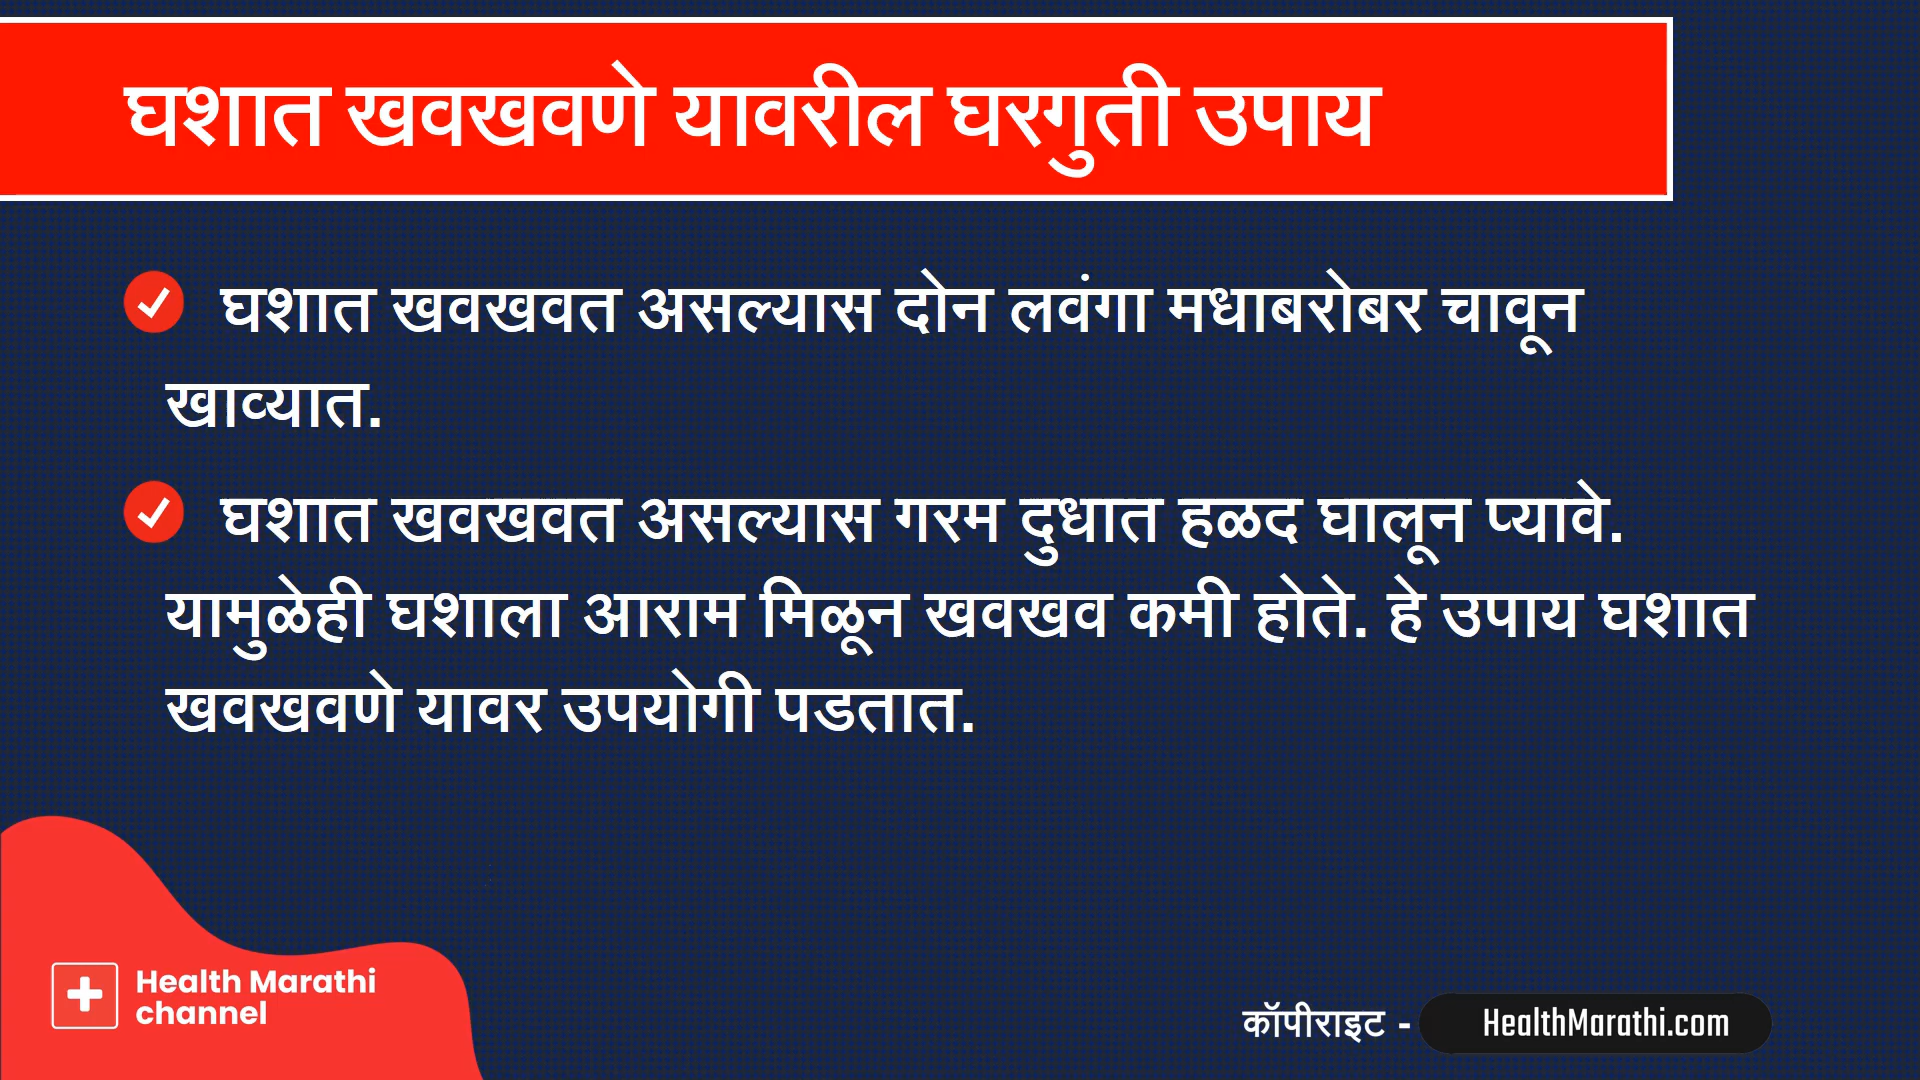 घशात खवखवणे यावरील घरगुती उपाय
घशात खवखवत असल्यास दोन लवंगा मधाबरोबर चावून
खाव्यात.
घशात खवखवत असल्यास गरम दुधात हळद घालून प्यावे.
यामुळेही घशाला आराम मिळून खवखव कमी होते. हे उपाय घशात
खवखवणे यावर उपयोगी पडतात.
Health Marathi
channel
कॉपीराइट - HealthMarathi.com